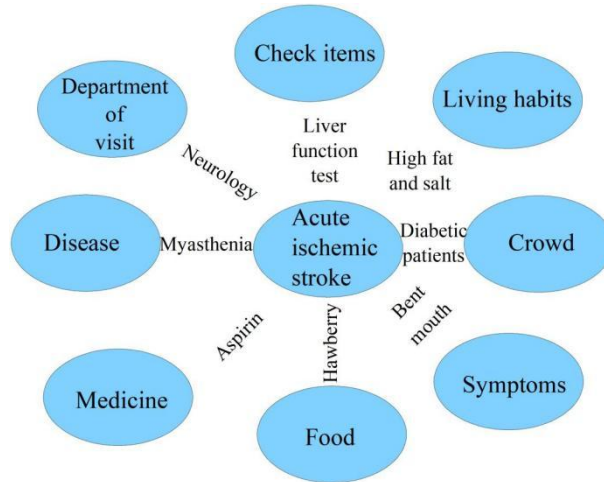 Check items
Department
of
visit
Living habits
Liver
function
test
Neurology
High fat
and salt
Disease
Myasthenia
Acute
ischemic
stroke
Diabetic
patients
Crowd
Aspirin
Hawberry
Bent
mouth
Medicine
Food
Symptoms